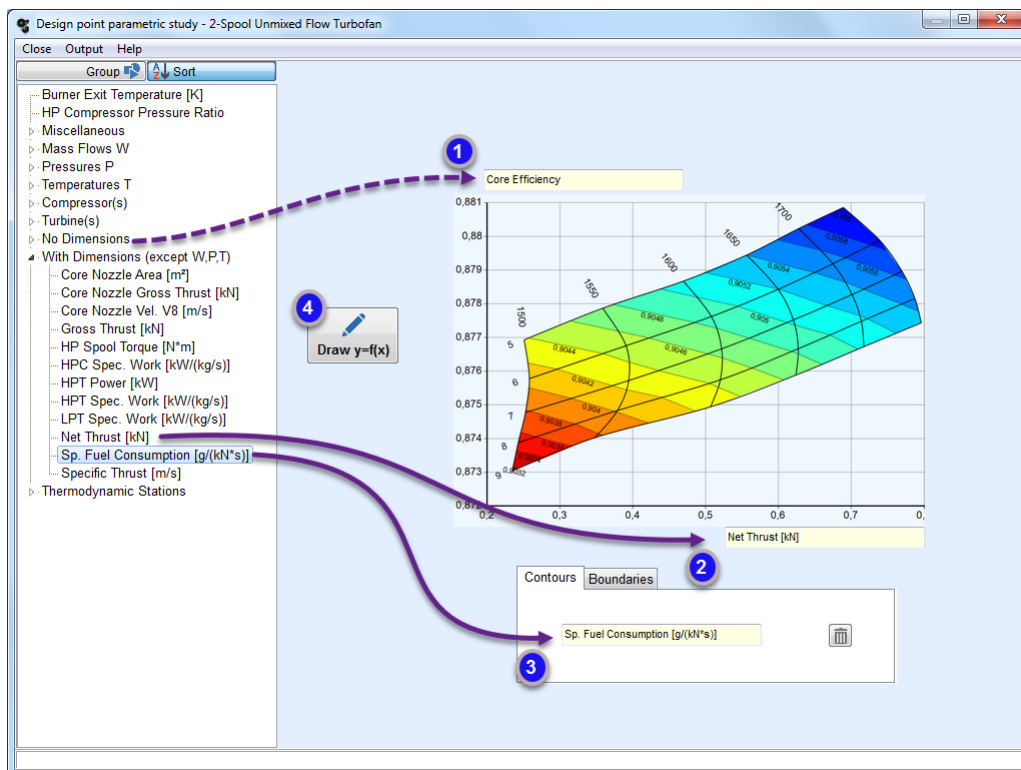 Design point parametric study - 2-Spool Unmixed Flow Turbofan
Close Output Help
Group Sort
Burner Exit Temperature [K]
HP Compressor Pressure Ratio
Miscellaneous
Mass Flows W
Pressures P
Temperatures T
Compressor(s)
Turbine(s)
No Dimensions
With Dimensions (except W,P,T)
Core Nozzle Area [m²]
Core Nozzle Gross Thrust [kN]
Core Nozzle Vel. V8 [m/s]
Gross Thrust [kN]
HP Spool Torque [N*m]
HPC Spec. Work [kW/(kg/s)]
HPT Power [kW]
HPT Spec. Work [kW/(kg/s)]
LPT Spec. Work [kW/(kg/s)]
Net Thrust [kN]
Sp. Fuel Consumption [g/(kN*s)]
Specific Thrust [m/s]
Thermodynamic Stations
1
Core Efficiency
0,881
0,88
0,879
0,878
0,877
0,876
0,875
0,874
0,873
0,872
0,2 0,3 0,4 0,5 0,6 0,7 0,
1500 1550 1600 1650 1700
5
6
7
8
9
0,9058
0,9056
0,9054
0,9052
0,905
0,9048
0,9046
0,9044
0,9042
0,904
0,9038
0,9032
4
Draw y=f(x)
Net Thrust [kN]
2
Contours Boundaries
Sp. Fuel Consumption [g/(kN*s)]
3